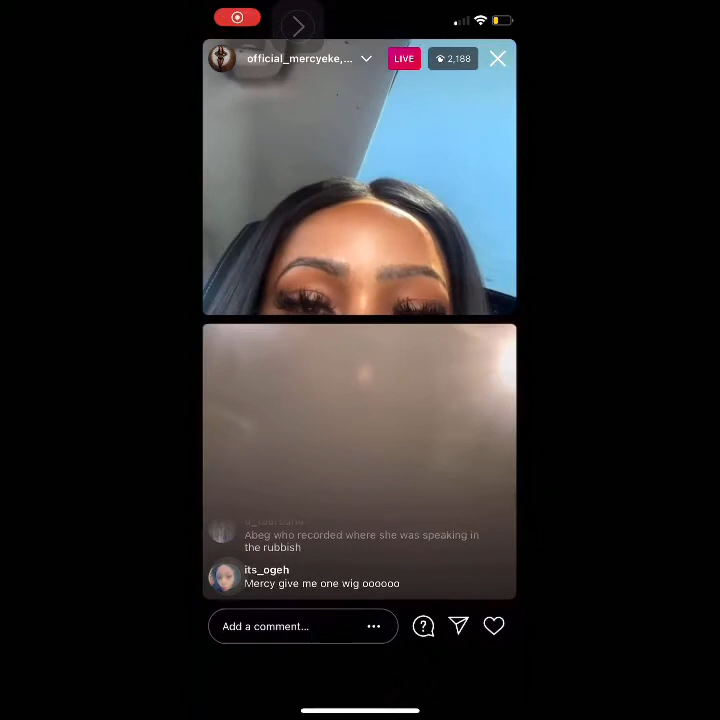 official_mercyeke,... LIVE 2,188
Abeg who recorded where she was speaking in
the rubbish
its_ogeh
Mercy give me one wig oooooo
Add a comment...